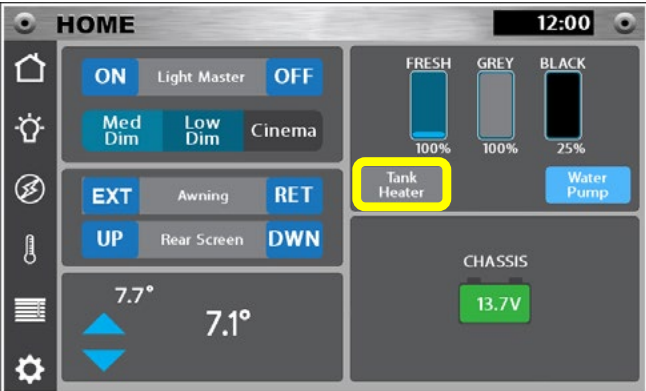 HOME
12:00
ON Light Master OFF
Med Dim
Low Dim
Cinema
EXT Awning RET
UP Rear Screen DWN
7.7°
7.1°
FRESH GREY BLACK
100% 100% 25%
Tank
Heater
Water
Pump
CHASSIS
13.7V